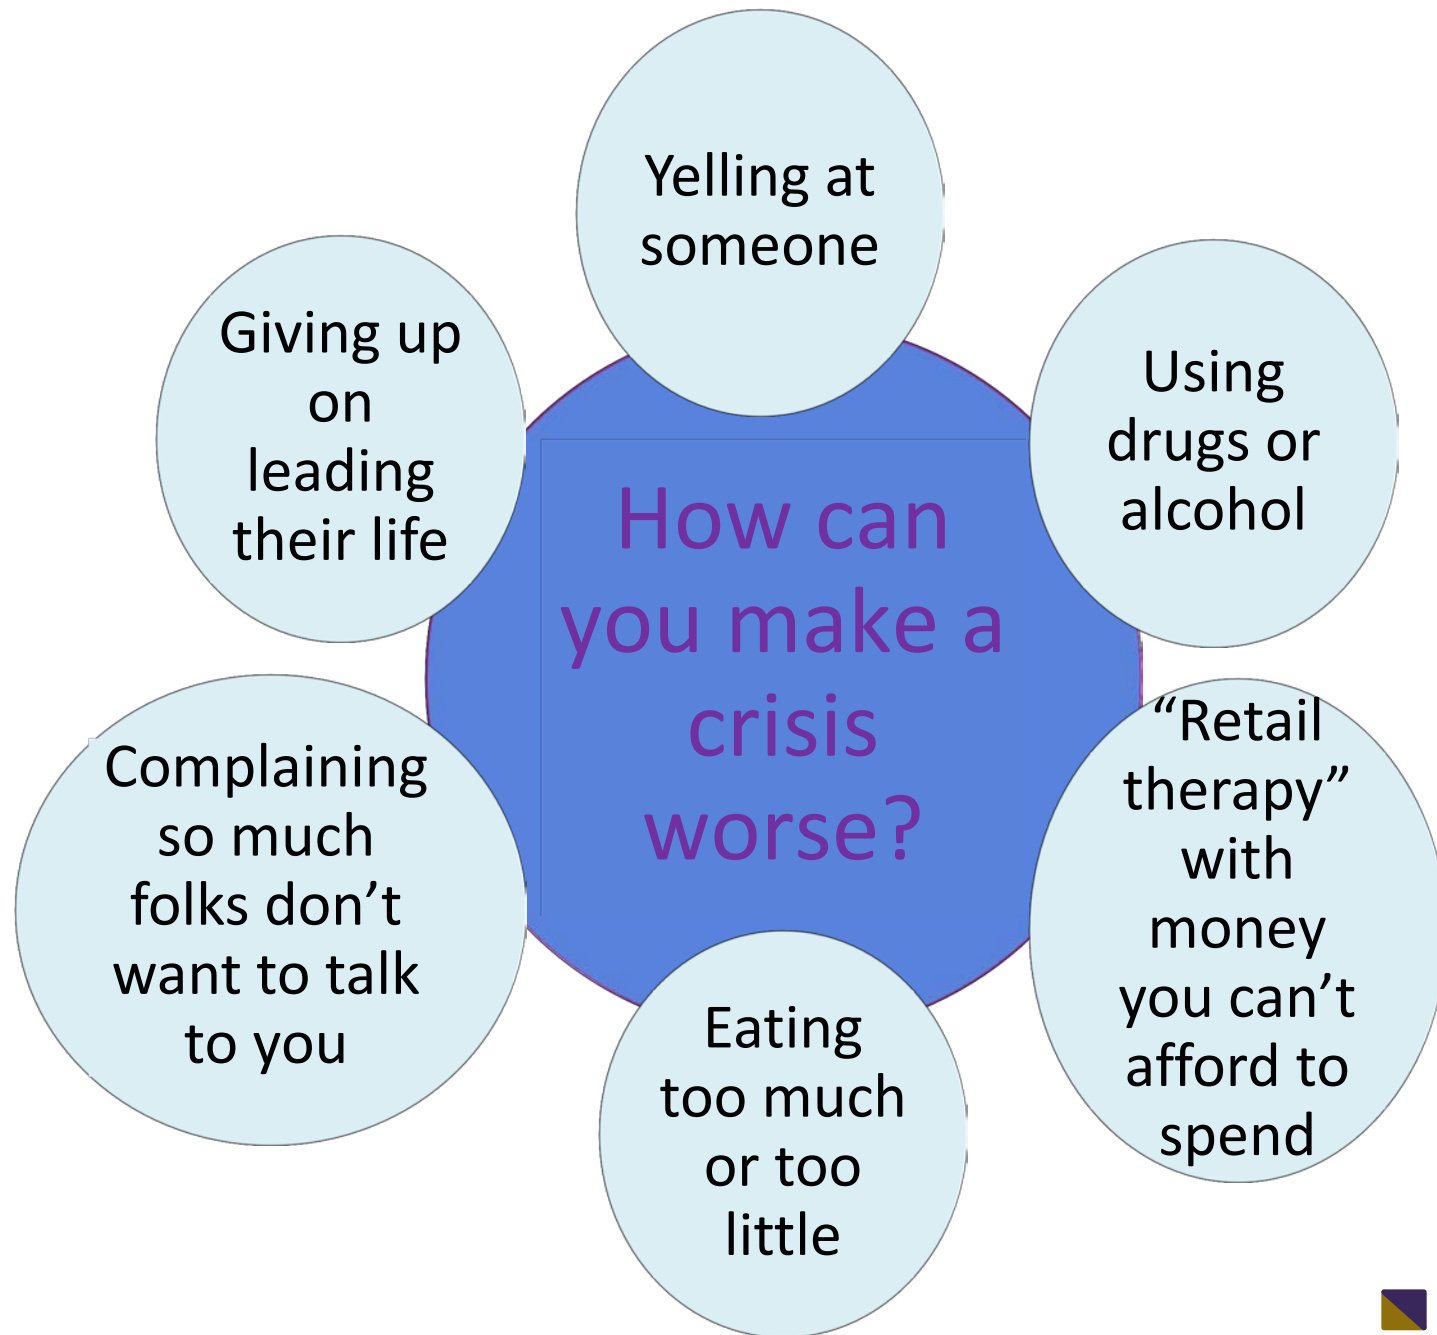 How can
you make a
crisis
worse?
Yelling at
someone
Using
drugs or
alcohol
“Retail
therapy”
with
money
you can’t
afford to
spend
Eating
too much
or too
little
Complaining
so much
folks don’t
want to talk
to you
Giving up
on
leading
their life